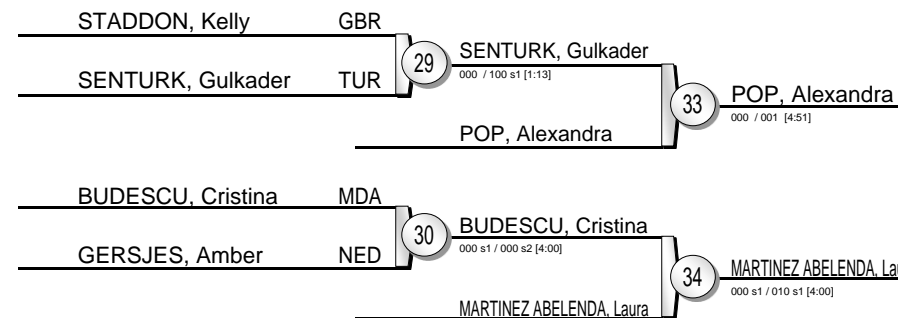 STADDON, Kelly GBR
29
SENTURK, Gulkader
000 / 100 s1 [1:13]
SENTURK, Gulkader TUR
33
POP, Alexandra
000 / 001 [4:51]
POP, Alexandra
BUDESCU, Cristina MDA
30
BUDESCU, Cristina
000 s1 / 000 s2 [4:00]
GERSJES, Amber NED
34
MARTINEZ ABELENDA, Lau
000 s1 / 010 s1 [4:00]
MARTINEZ ABELENDA, Laura